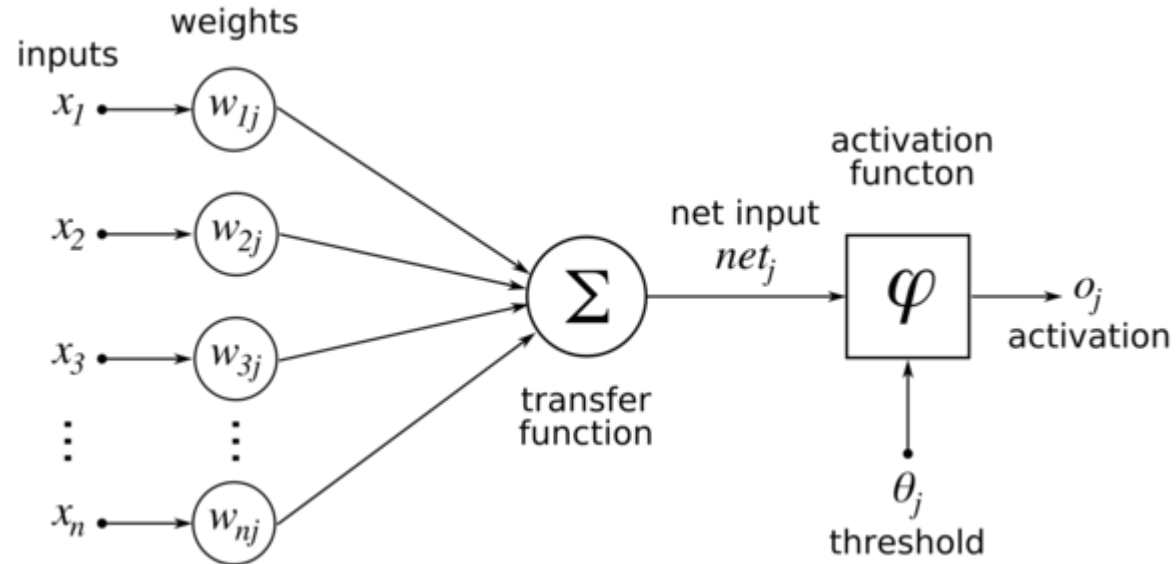 weights
inputs
x₁
w₁ⱼ
x₂
w₂ⱼ
x₃
w₃ⱼ
⋮
⋮
xₙ
wₙⱼ
Σ
transfer
function
net input
netⱼ
activation
functon
φ
oⱼ
activation
θⱼ
threshold